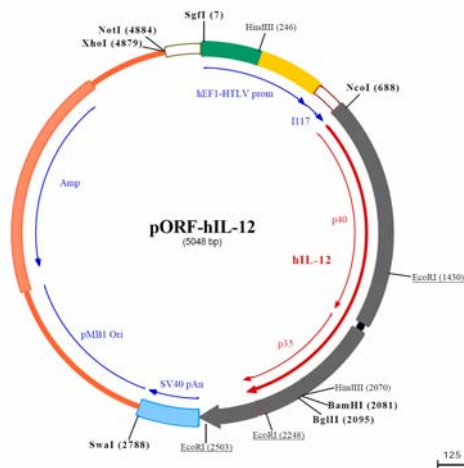 SgfI (7)
NotI (4884)
XhoI (4879)
HindIII (246)
NcoI (688)
hEF1-HTLV prom
I117
Amp
p40
pORF-hIL-12
(5048 bp)
hIL-12
EcoRI (1430)
p35
pMB1 Ori
SV40 pAn
HindIII (2070)
BamHI (2081)
BglII (2095)
EcoRI (2248)
EcoRI (2503)
SwaI (2788)
125